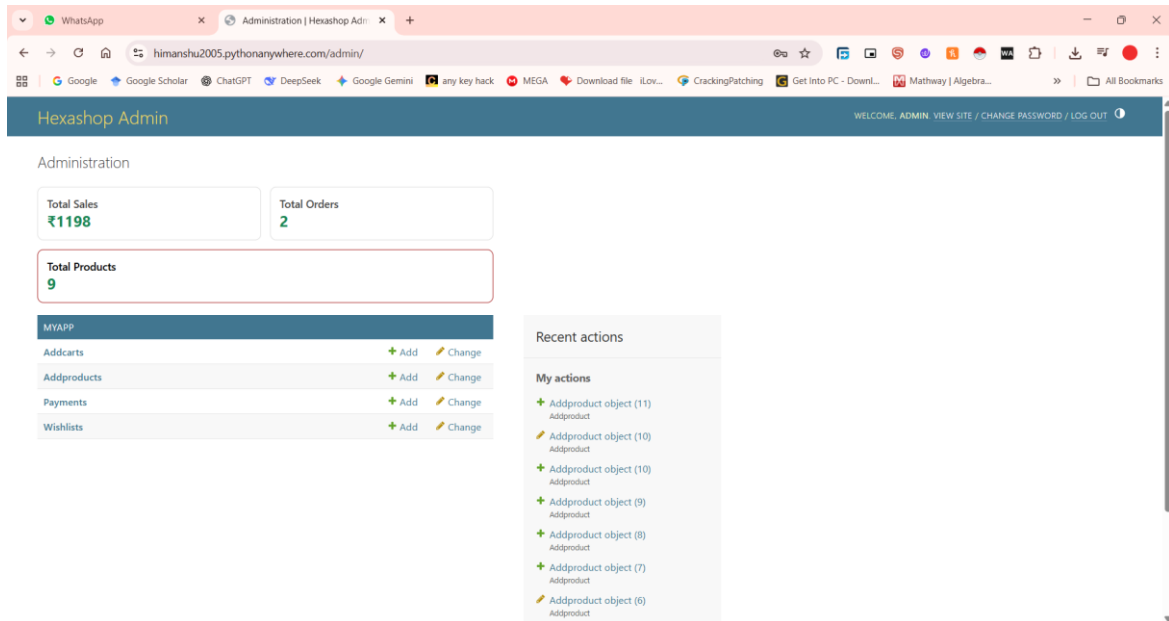 WhatsApp
Administration | Hexashop Adm
himanshu2005.pythonanywhere.com/admin/
Google
Google Scholar
ChatGPT
DeepSeek
Google Gemini
any key hack
MEGA
Download file iLov...
CrackingPatching
Get Into PC - Downl...
Mathway | Algebra...
All Bookmarks
Hexashop Admin
WELCOME, ADMIN. VIEW SITE / CHANGE PASSWORD / LOG OUT
Administration
Total Sales
₹1198
Total Orders
2
Total Products
9
MYAPP
Addcarts + Add Change
Addproducts + Add Change
Payments + Add Change
Wishlists + Add Change
Recent actions
My actions
+ Addproduct object (11)
Addproduct
Addproduct object (10)
Addproduct
+ Addproduct object (10)
Addproduct
+ Addproduct object (9)
Addproduct
+ Addproduct object (8)
Addproduct
+ Addproduct object (7)
Addproduct
Addproduct object (6)
Addproduct